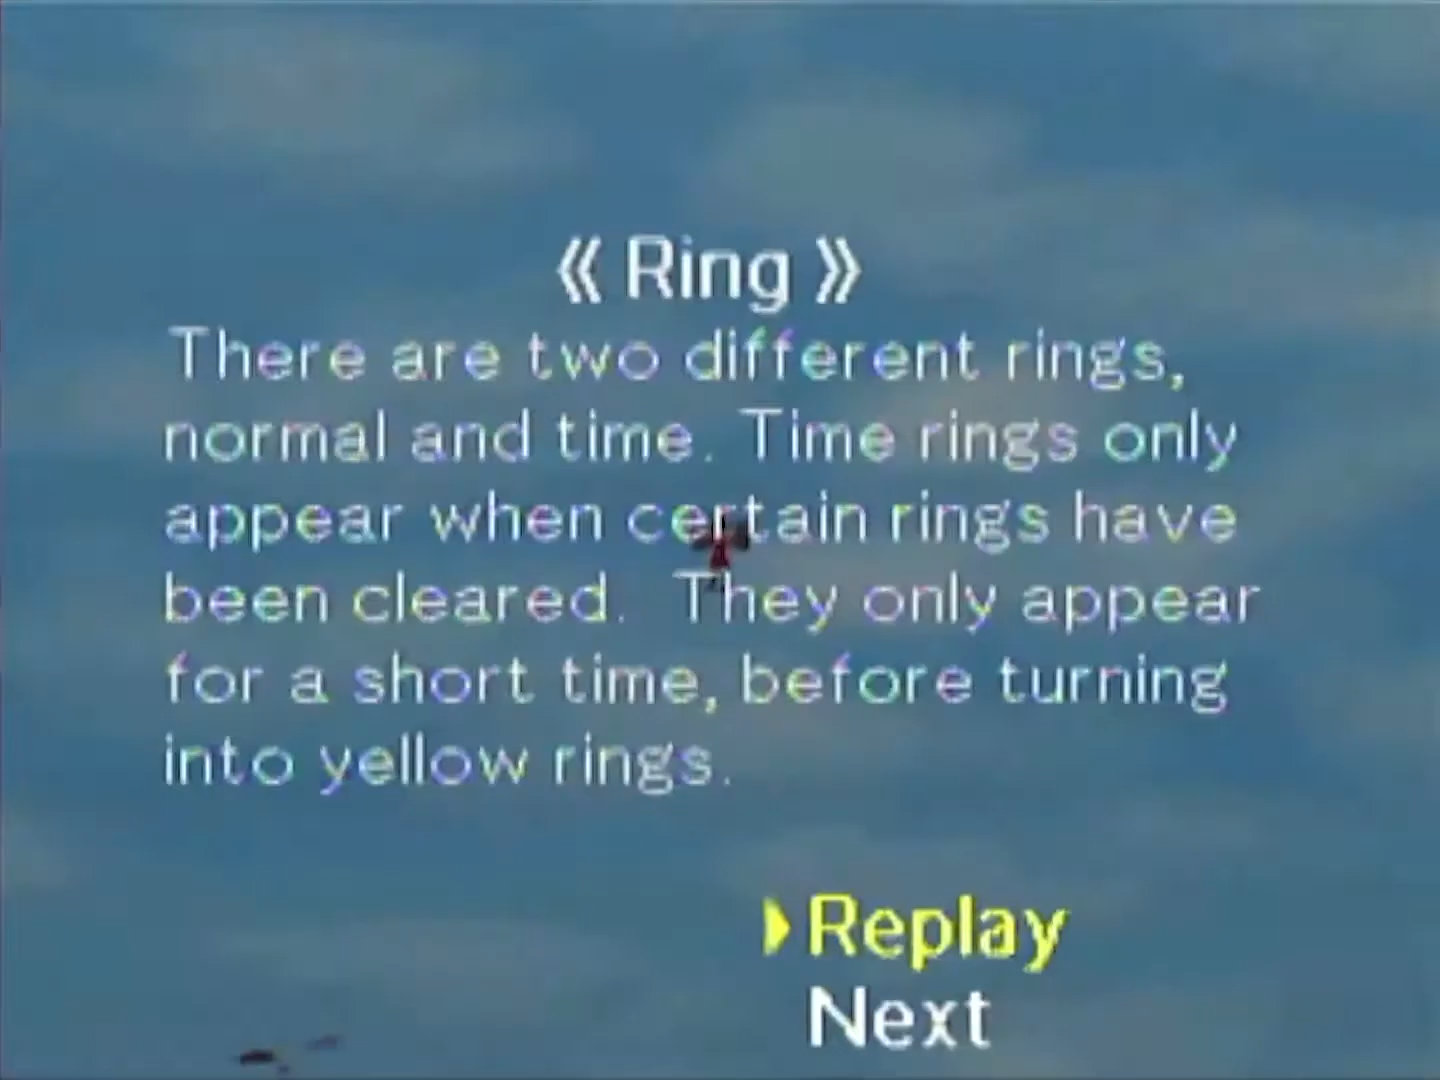 《 Ring 》
There are two different rings,
normal and time. Time rings only
appear when certain rings have
been cleared. They only appear
for a short time, before turning
into yellow rings.
Replay
Next